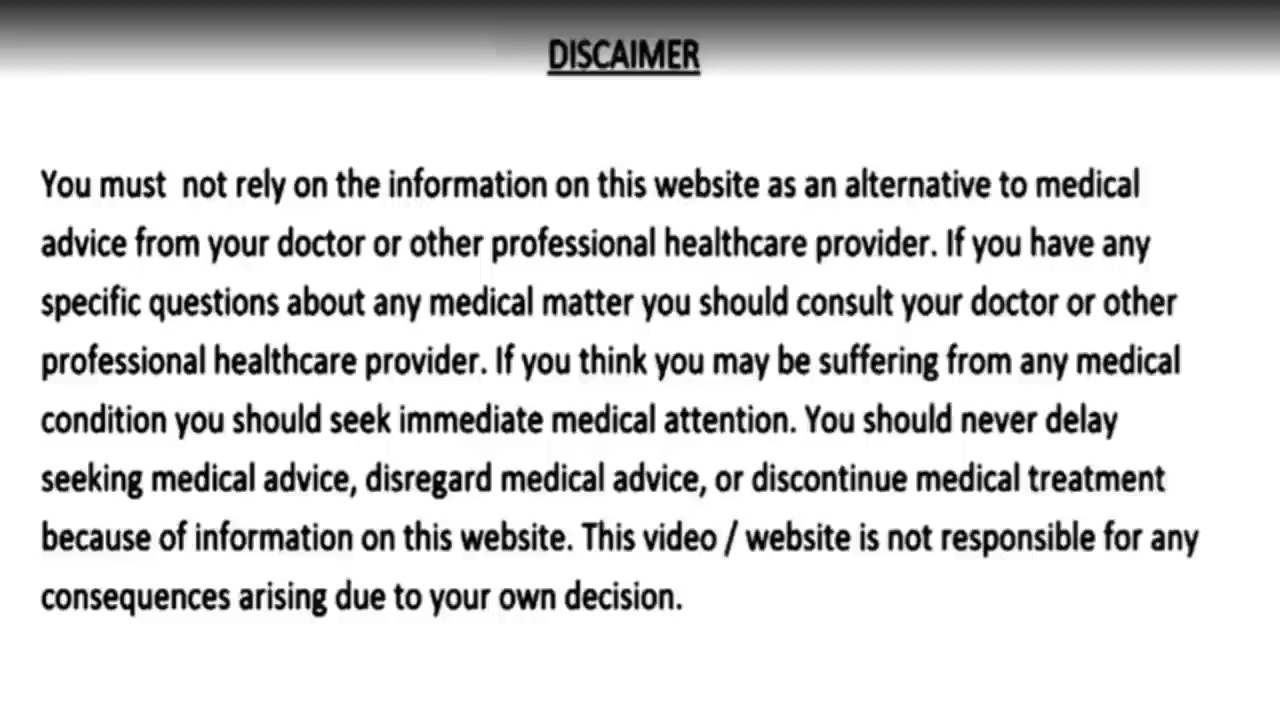 DISCAIMER
You must  not rely on the information on this website as an alternative to medical
advice from your doctor or other professional healthcare provider. If you have any
specific questions about any medical matter you should consult your doctor or other
professional healthcare provider. If you think you may be suffering from any medical
condition you should seek immediate medical attention. You should never delay
seeking medical advice, disregard medical advice, or discontinue medical treatment
because of information on this website. This video / website is not responsible for any
consequences arising due to your own decision.